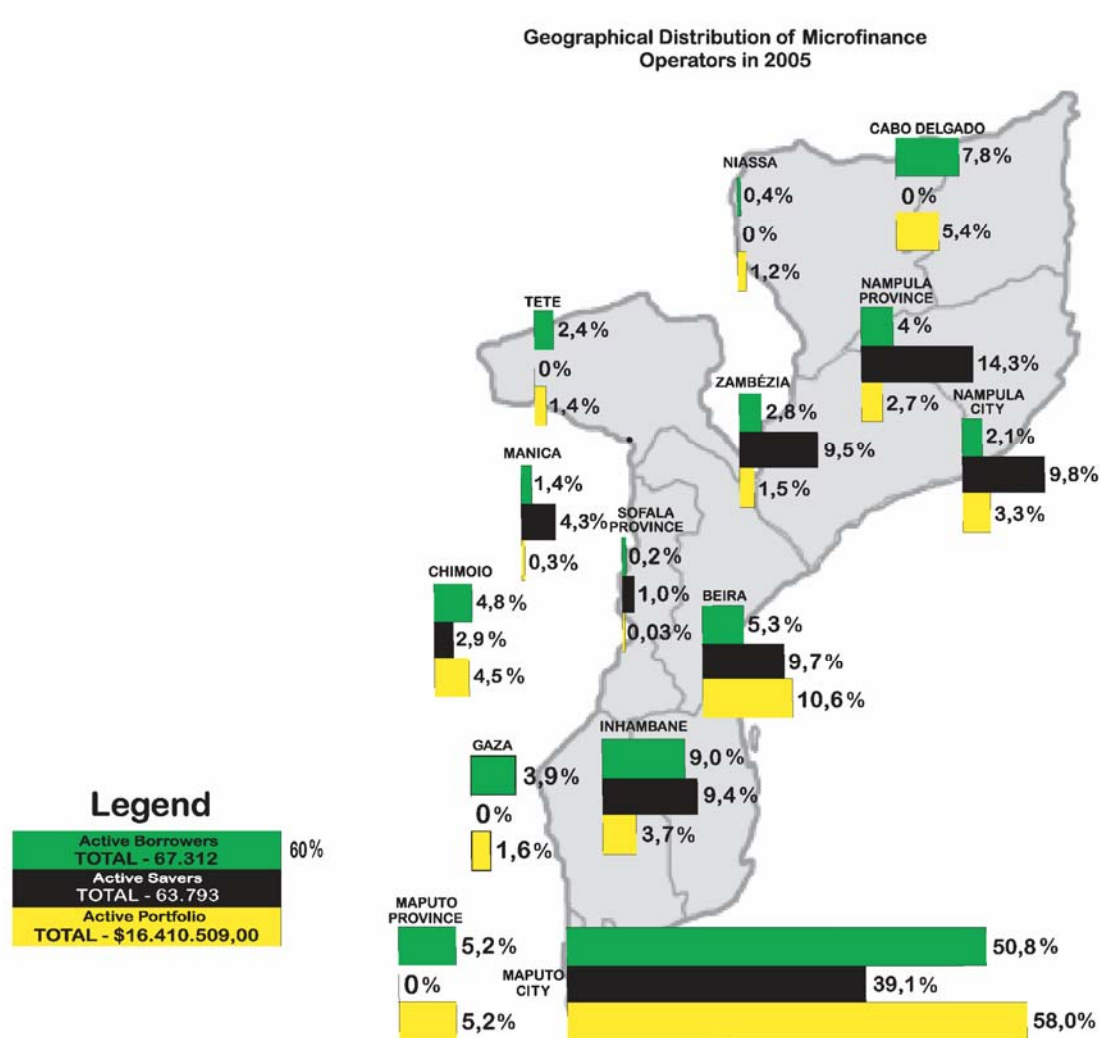 Geographical Distribution of Microfinance
Operators in 2005
CABO DELGADO
7,8%
0%
5,4%
NIASSA
0,4%
0%
1,2%
NAMPULA
PROVINCE
4%
14,3%
2,7%
TETE
2,4%
0%
1,4%
ZAMBÉZIA
2,8%
9,5%
1,5%
NAMPULA
CITY
2,1%
9,8%
3,3%
MANICA
1,4%
4,3%
0,3%
SOFALA
PROVINCE
0,2%
1,0%
0,03%
CHIMOIO
4,8%
2,9%
4,5%
BEIRA
5,3%
9,7%
10,6%
INHAMBANE
9,0%
9,4%
3,7%
GAZA
3,9%
0%
1,6%
Legend
Active Borrowers
TOTAL - 67.312
60%
Active Savers
TOTAL - 63.793
Active Portfolio
TOTAL - $16.410.509,00
MAPUTO
PROVINCE
5,2%
0%
5,2%
MAPUTO
CITY
50,8%
39,1%
58,0%